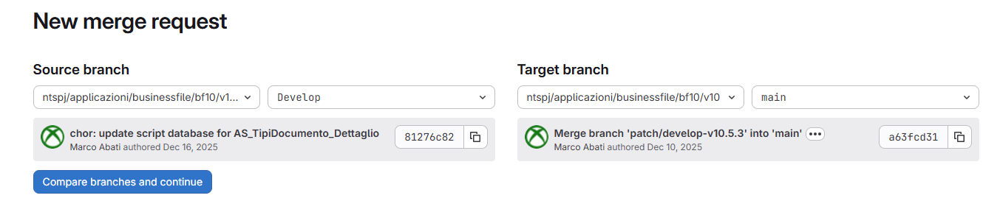 New merge request
Source branch
Target branch
ntspj/applicazioni/businessfile/bf10/v1...
Develop
ntspj/applicazioni/businessfile/bf10/v10
main
chor: update script database for AS_TipiDocumento_Dettaglio
Marco Abati authored Dec 16, 2025
81276c82
Merge branch 'patch/develop-v10.5.3' into 'main' •••
Marco Abati authored Dec 10, 2025
a63fcd31
Compare branches and continue